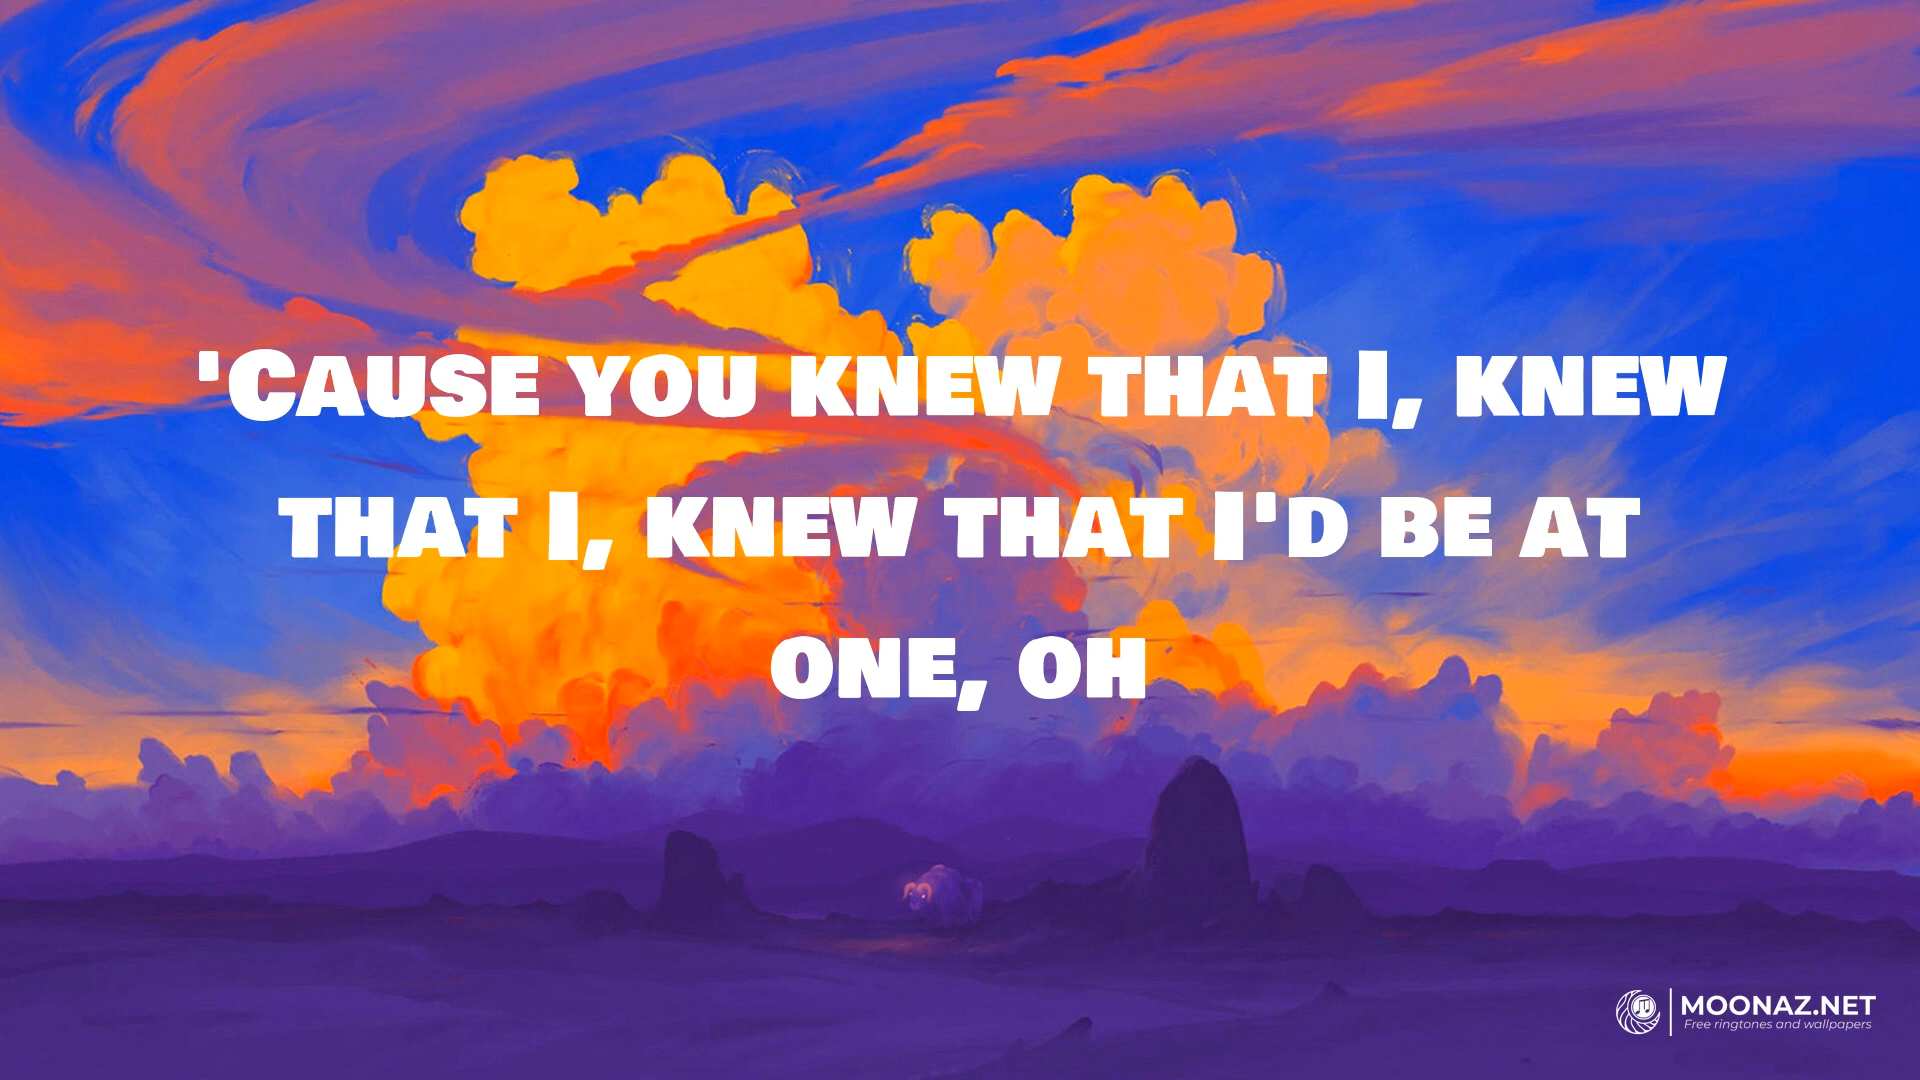 'Cause you knew that I, knew
that I, knew that I'd be at
one, oh
MOONAZ.NET
Free ringtones and wallpapers